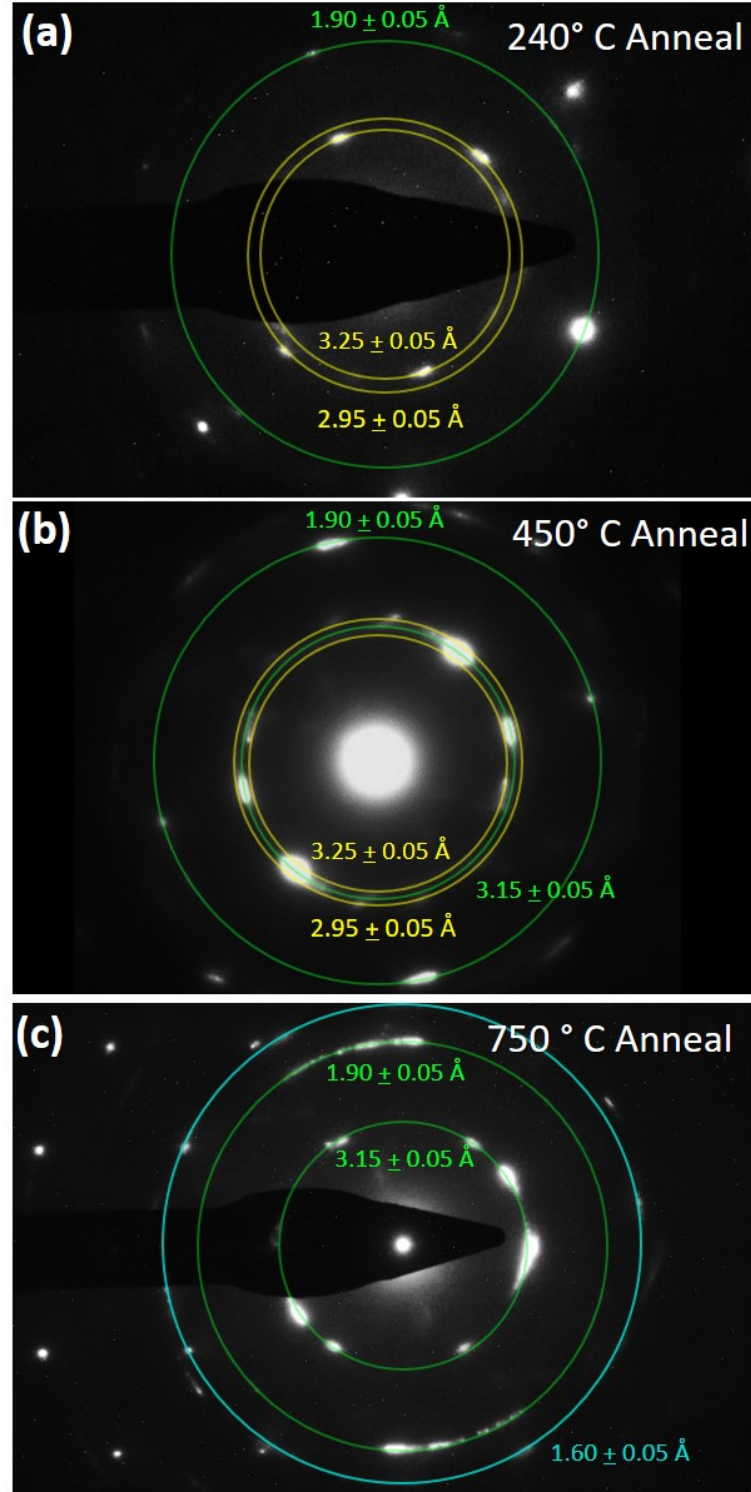 (a)
1.90 ± 0.05 Å
240° C Anneal
3.25 ± 0.05 Å
2.95 ± 0.05 Å
(b)
1.90 ± 0.05 Å
450° C Anneal
3.25 ± 0.05 Å
3.15 ± 0.05 Å
2.95 ± 0.05 Å
(c)
750 ° C Anneal
1.90 ± 0.05 Å
3.15 ± 0.05 Å
1.60 ± 0.05 Å